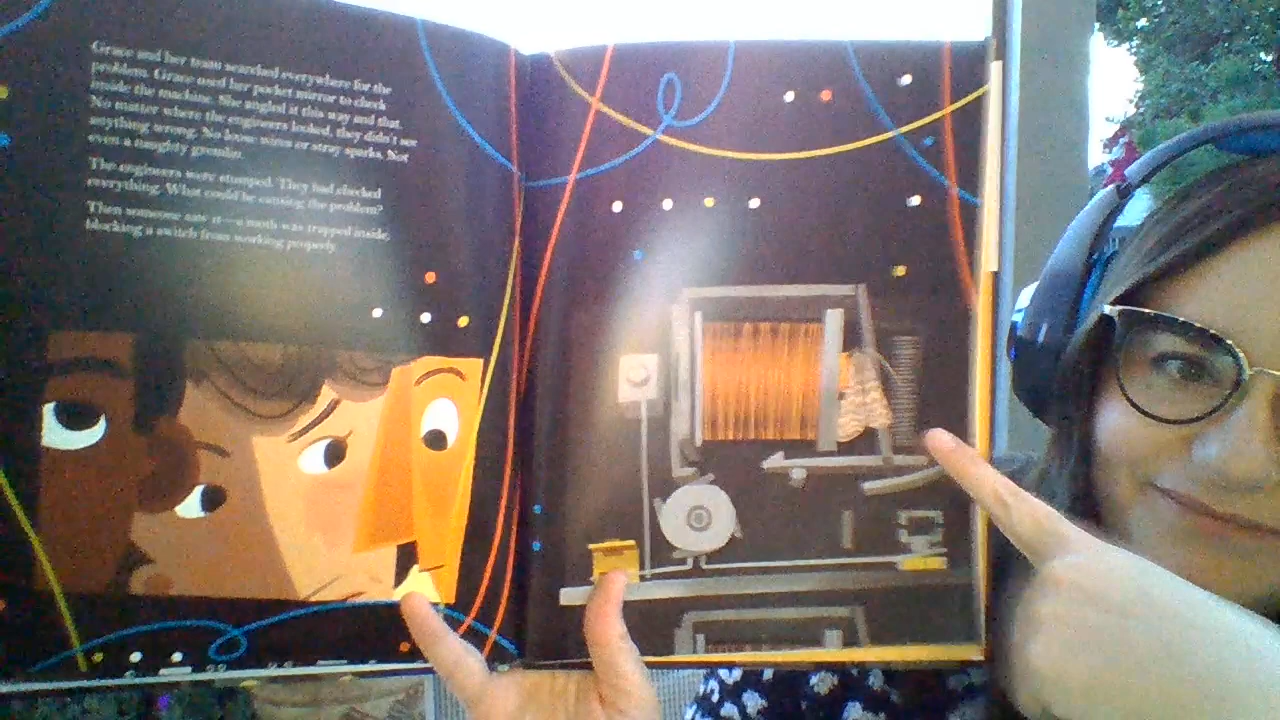 Grace and her team searched everywhere for the
problem. Grace used her pocket mirror to check
inside the machine. She angled it this way and that.
No matter where the engineers looked, they didn't see
anything wrong. No loose wires or stray sparks. Not
even a naughty gremlin.
The engineers were stumped. They had checked
everything. What could be causing the problem?
Then someone saw it—a moth was trapped inside,
blocking a switch from working properly.